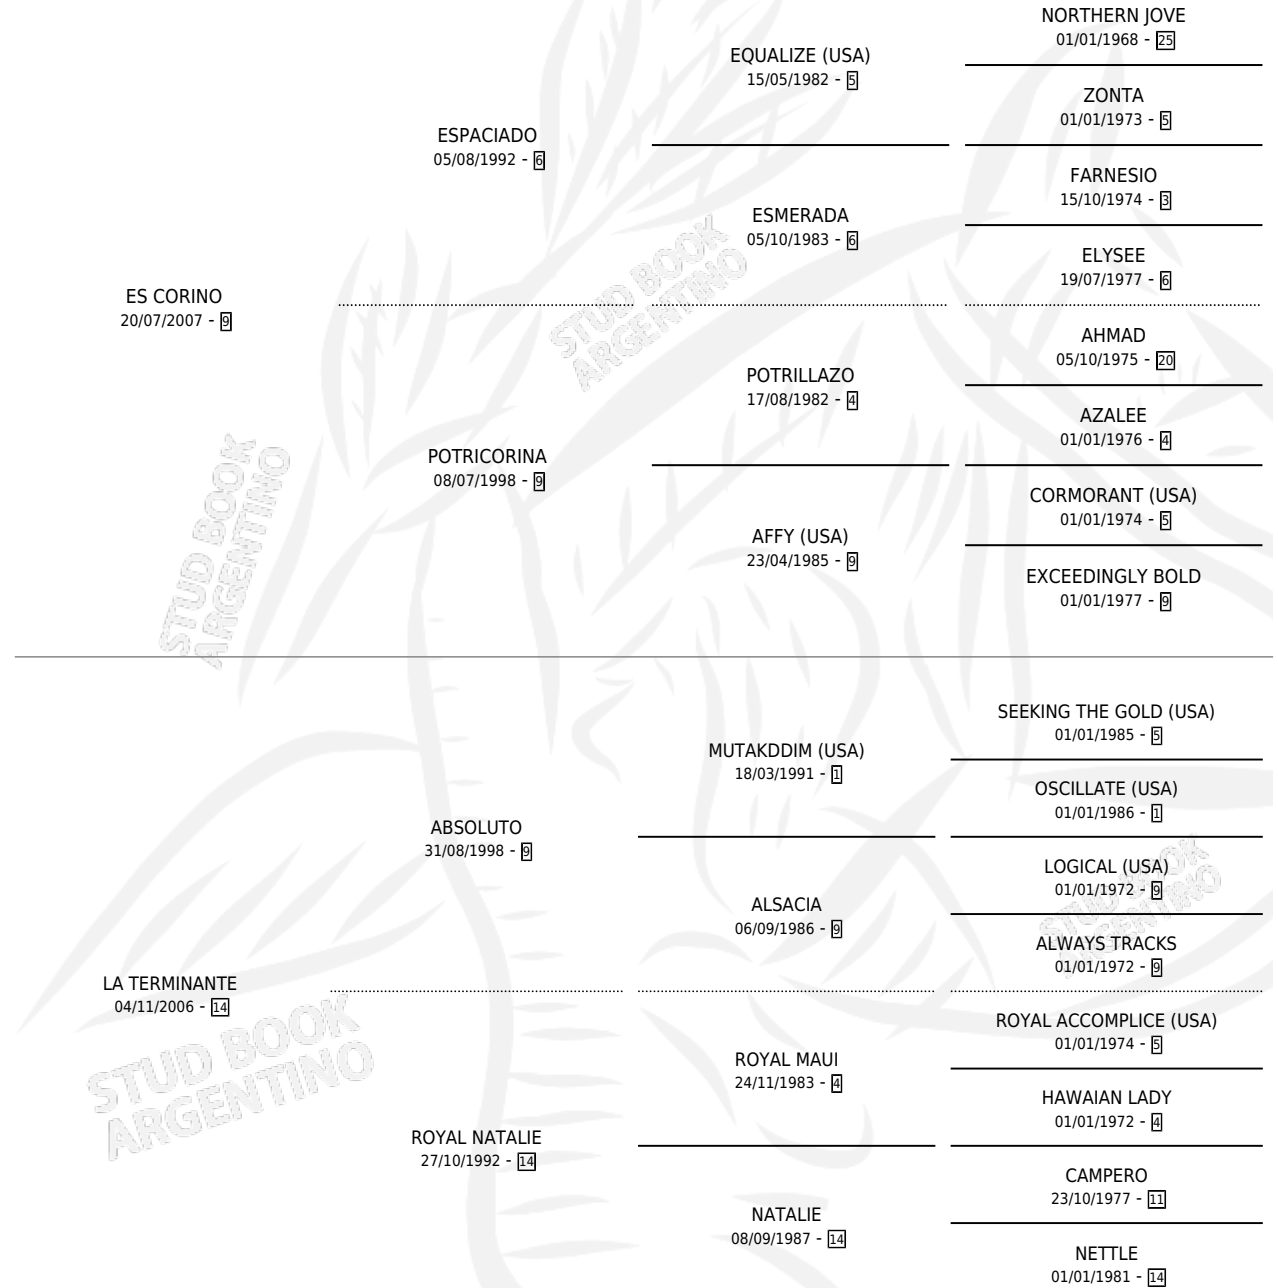 NORTHERN JOVE
01/01/1968 - 25
EQUALIZE (USA)
15/05/1982 - 5
ZONTA
01/01/1973 - 5
ESPACIADO
05/08/1992 - 6
FARNESIO
15/10/1974 - 3
ESMERADA
05/10/1983 - 6
ELYSEE
19/07/1977 - 6
ES CORINO
20/07/2007 - 9
AHMAD
05/10/1975 - 20
POTRILLAZO
17/08/1982 - 4
AZALEE
01/01/1976 - 4
POTRICORINA
08/07/1998 - 9
CORMORANT (USA)
01/01/1974 - 5
AFFY (USA)
23/04/1985 - 9
EXCEEDINGLY BOLD
01/01/1977 - 9
STUD BOOK
ARGENTINO
STUD BOOK
ARGENTINO
SEEKING THE GOLD (USA)
01/01/1985 - 5
MUTAKDDIM (USA)
18/03/1991 - 1
OSCILLATE (USA)
01/01/1986 - 1
ABSOLUTO
31/08/1998 - 9
LOGICAL (USA)
01/01/1972 - 9
ALSACIA
06/09/1986 - 9
ALWAYS TRACKS
01/01/1972 - 9
LA TERMINANTE
04/11/2006 - 14
ROYAL ACCOMPLICE (USA)
01/01/1974 - 5
ROYAL MAUI
24/11/1983 - 4
HAWAIAN LADY
01/01/1972 - 4
ROYAL NATALIE
27/10/1992 - 14
CAMPERO
23/10/1977 - 11
NATALIE
08/09/1987 - 14
NETTLE
01/01/1981 - 14
STUD BOOK
ARGENTINO
STUD BOOK
ARGENTINO